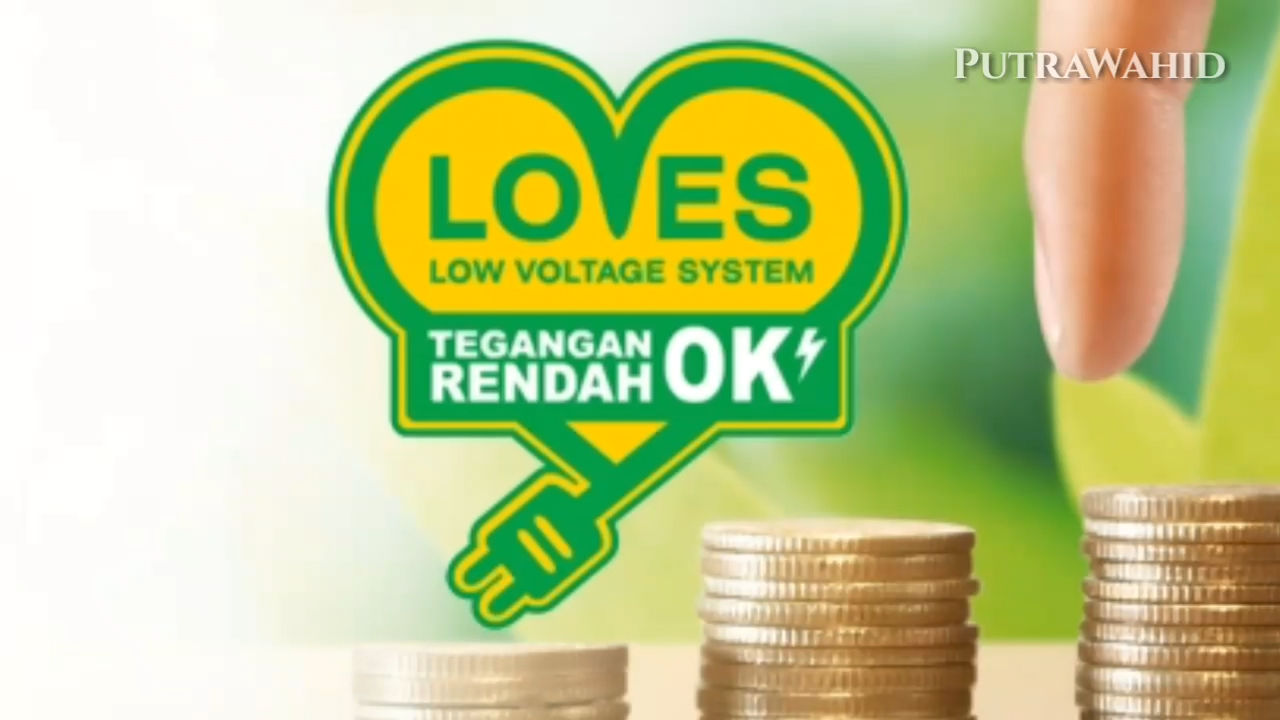 PUTRAWAHID
LOVES
LOW VOLTAGE SYSTEM
TEGANGAN
RENDAH OK